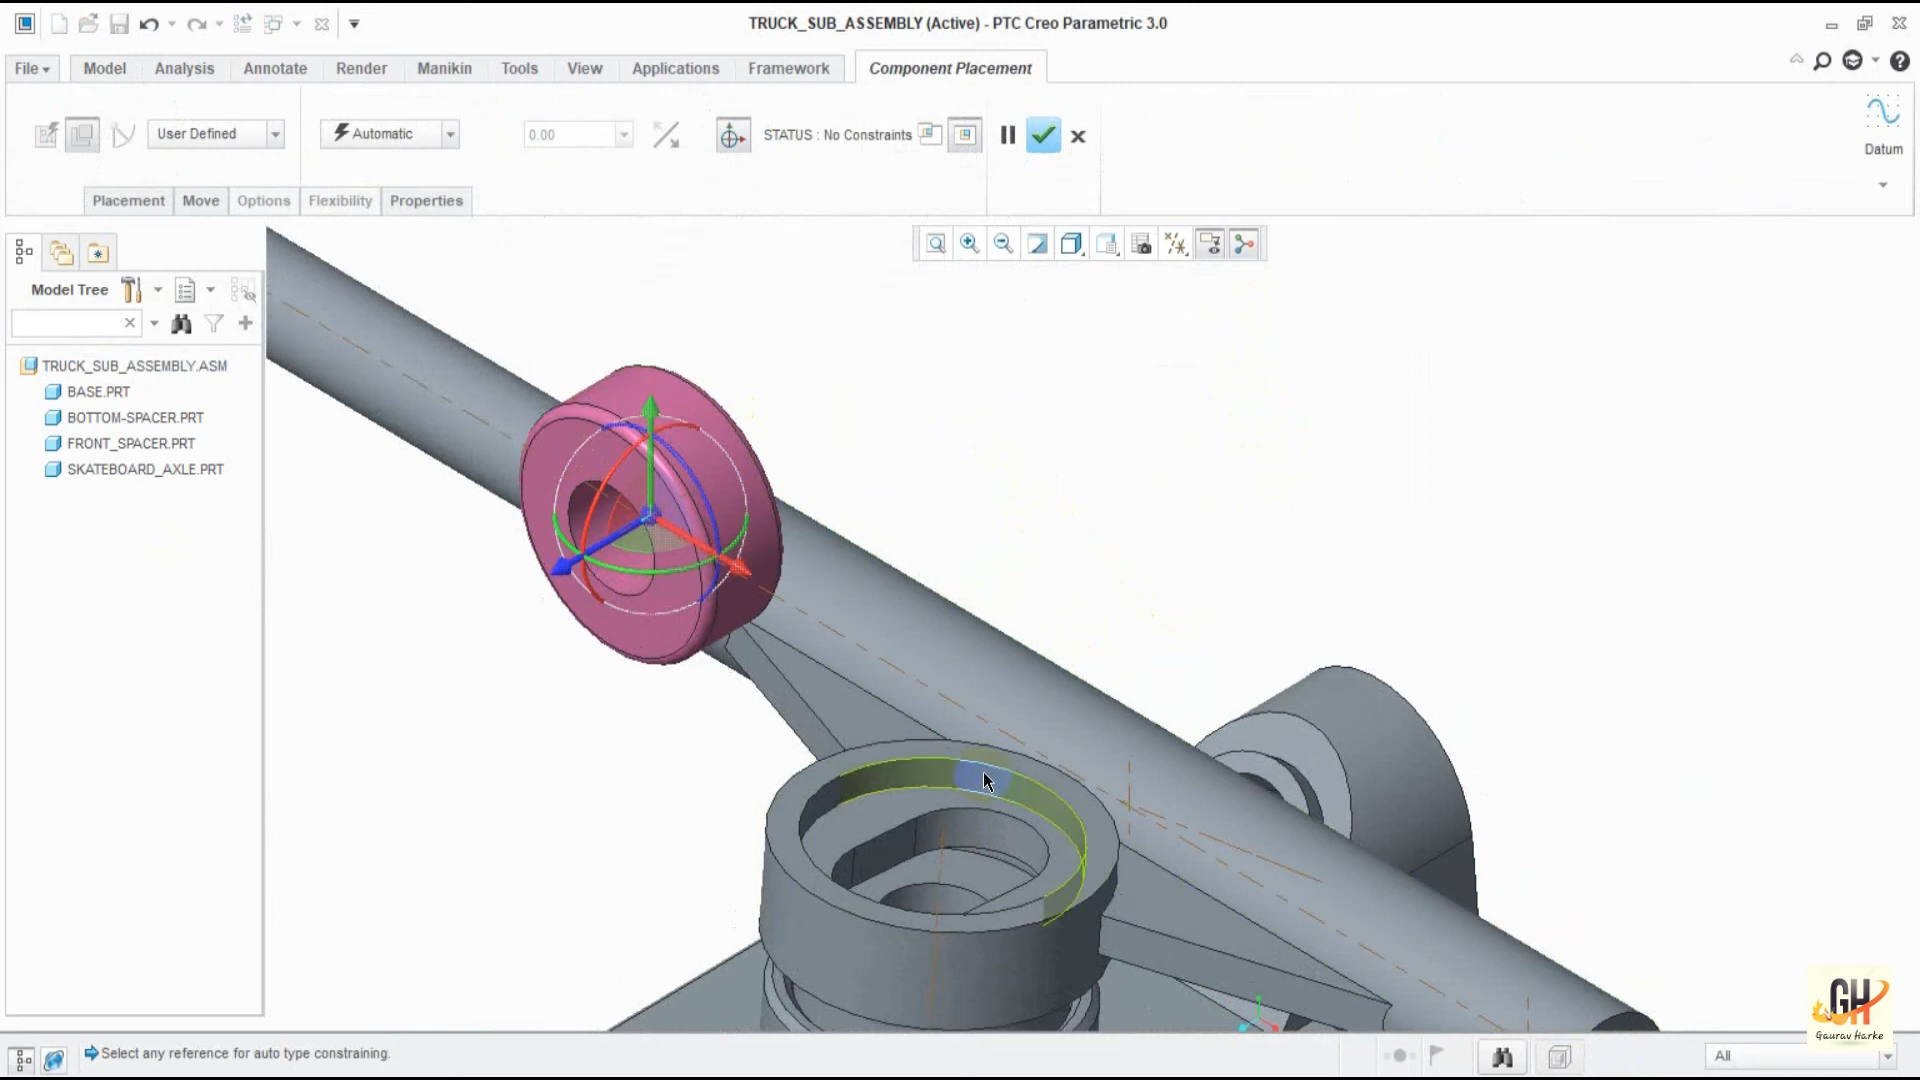 TRUCK_SUB_ASSEMBLY (Active) - PTC Creo Parametric 3.0
File Model Analysis Annotate Render Manikin Tools View Applications Framework Component Placement
User Defined Automatic 0.00 STATUS : No Constraints
Datum
Placement Move Options Flexibility Properties
Model Tree
TRUCK_SUB_ASSEMBLY.ASM
BASE.PRT
BOTTOM-SPACER.PRT
FRONT_SPACER.PRT
SKATEBOARD_AXLE.PRT
GH
Gaurav Harke
Select any reference for auto type constraining.
All